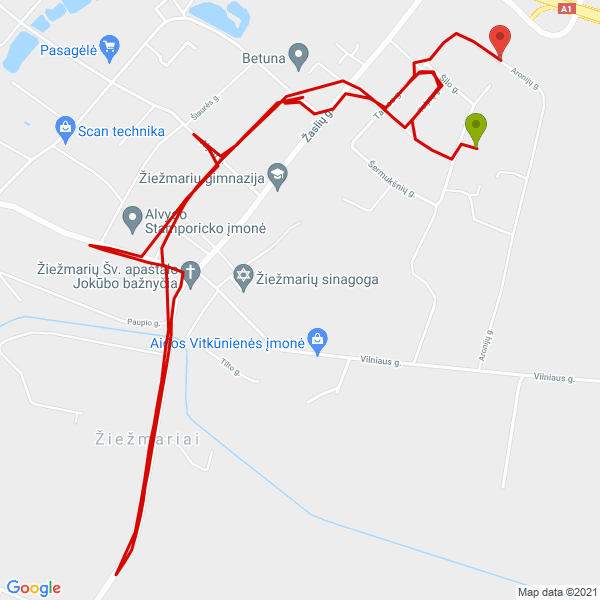 A1
Pasagėlė
Betuna
Aronijų g.
Šilo g.
Šiaurės g.
Scan technika
Žaslių g.
Žiežmarių gimnazija
Šermukšnių g.
Alvydo
Stamporicko įmonė
Žiežmarių Šv. apaštalo
Jokūbo bažnyčia
Žiežmarių sinagoga
Paupio g.
Aidos Vitkūnienės įmonė
Aronijų g.
Vilniaus g.
Tilto g.
Vilniaus g.
Žiežmariai
Google
Map data ©2021